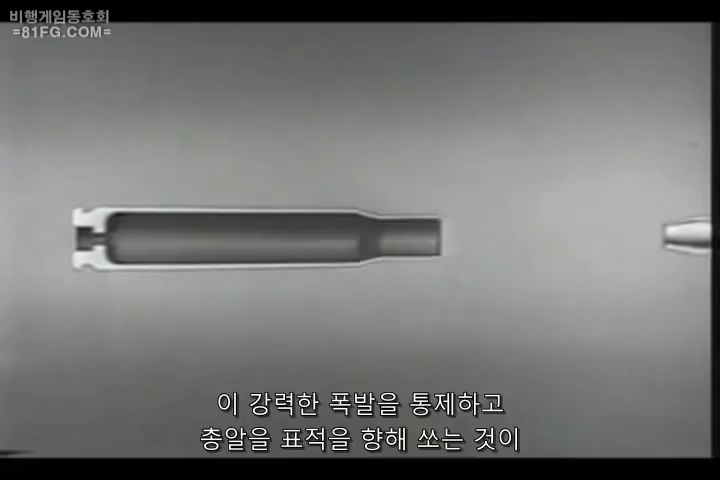 비행게임동호회
=81FG.COM=
이 강력한 폭발을 통제하고
총알을 표적을 향해 쏘는 것이